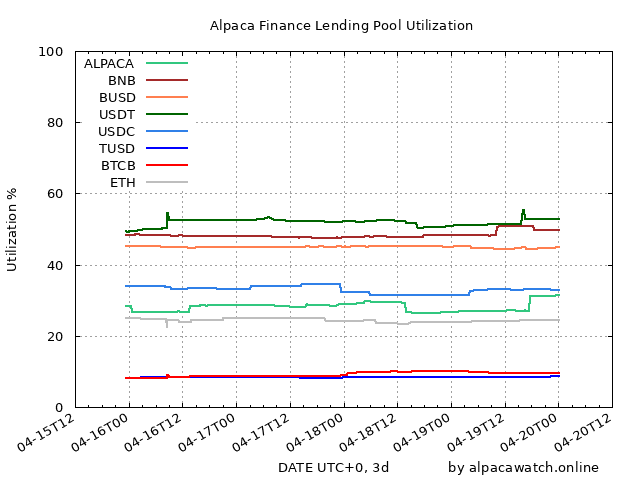 Alpaca Finance Lending Pool Utilization
100
80
60
40
20
0
Utilization %
ALPACA
BNB
BUSD
USDT
USDC
TUSD
BTCB
ETH
04-15T12
04-16T00
04-16T12
04-17T00
04-17T12
04-18T00
04-18T12
04-19T00
04-19T12
04-20T00
04-20T12
DATE UTC+0, 3d
by alpacawatch.online